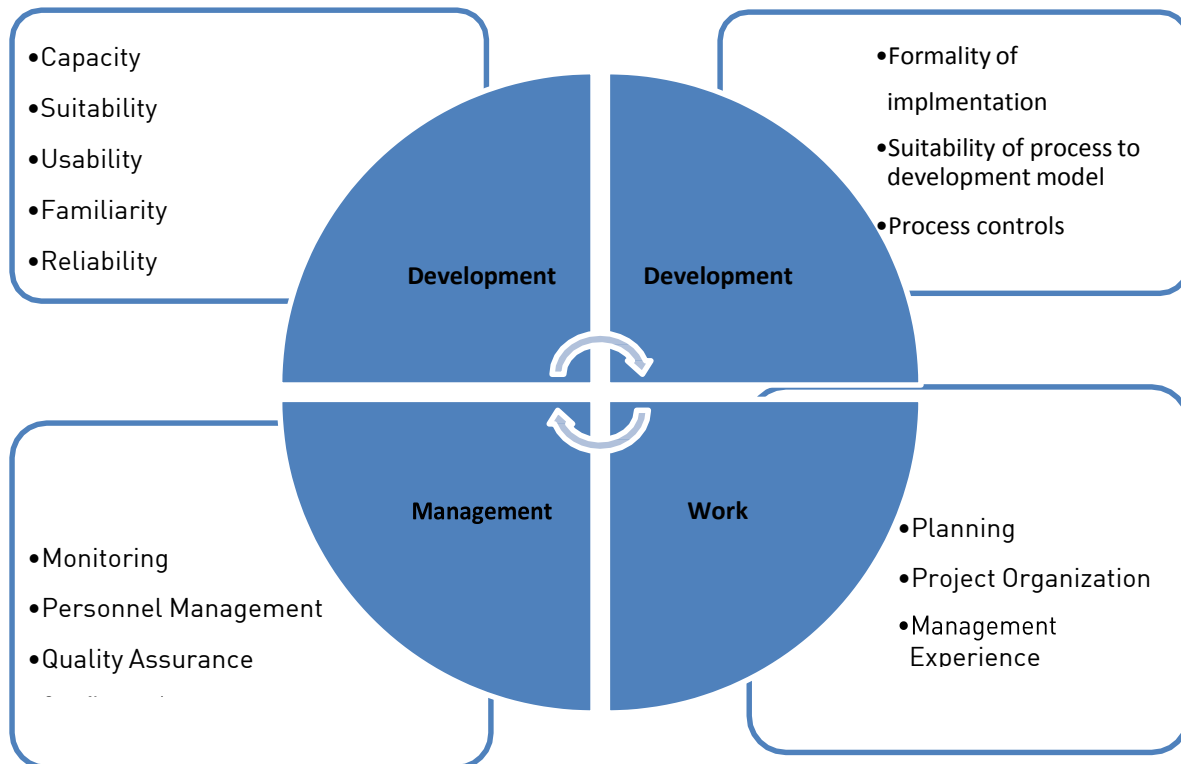 •Capacity
•Suitability
•Usability
•Familiarity
•Reliability
•Formality of
implmentation
•Suitability of process to
development model
•Process controls
Development
Development
Management
Work
•Monitoring
•Personnel Management
•Quality Assurance
•Planning
•Project Organization
•Management
Experience